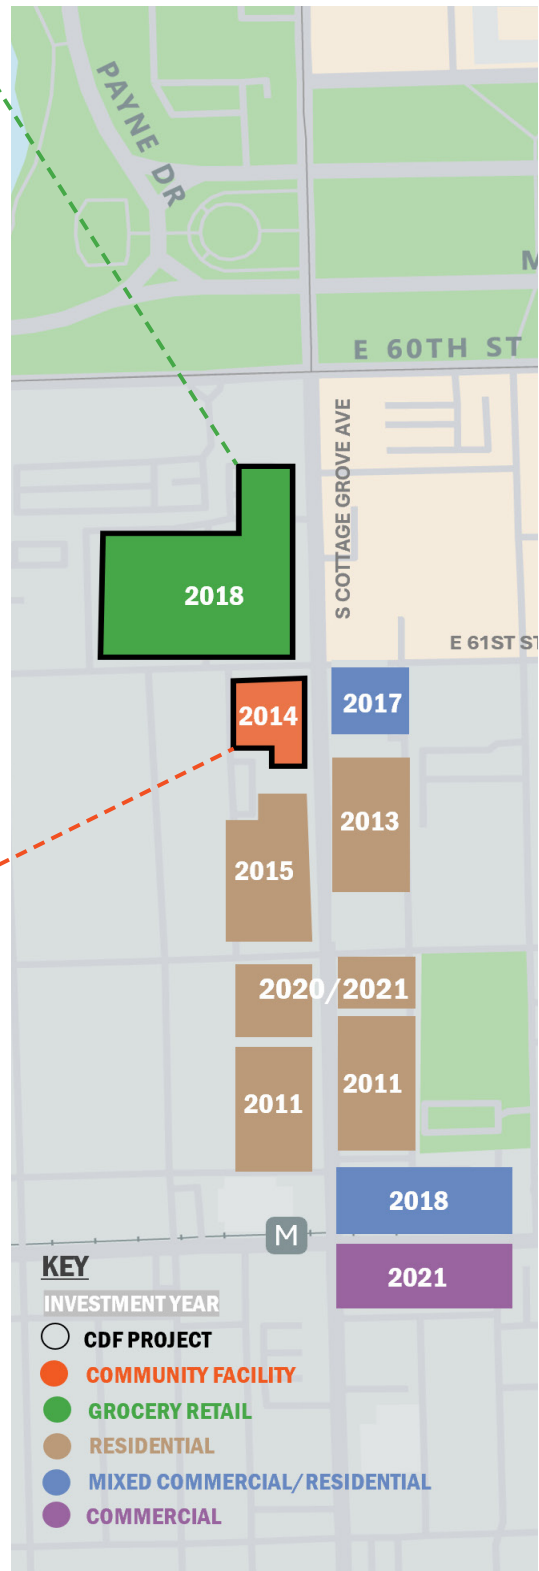 PAYNE DR
M
E 60TH ST
S COTTAGE GROVE AVE
2018
E 61ST ST
2014
2017
2013
2015
2020/2021
2011
2011
2018
M
2021
KEY
INVESTMENT YEAR
CDF PROJECT
COMMUNITY FACILITY
GROCERY RETAIL
RESIDENTIAL
MIXED COMMERCIAL/RESIDENTIAL
COMMERCIAL